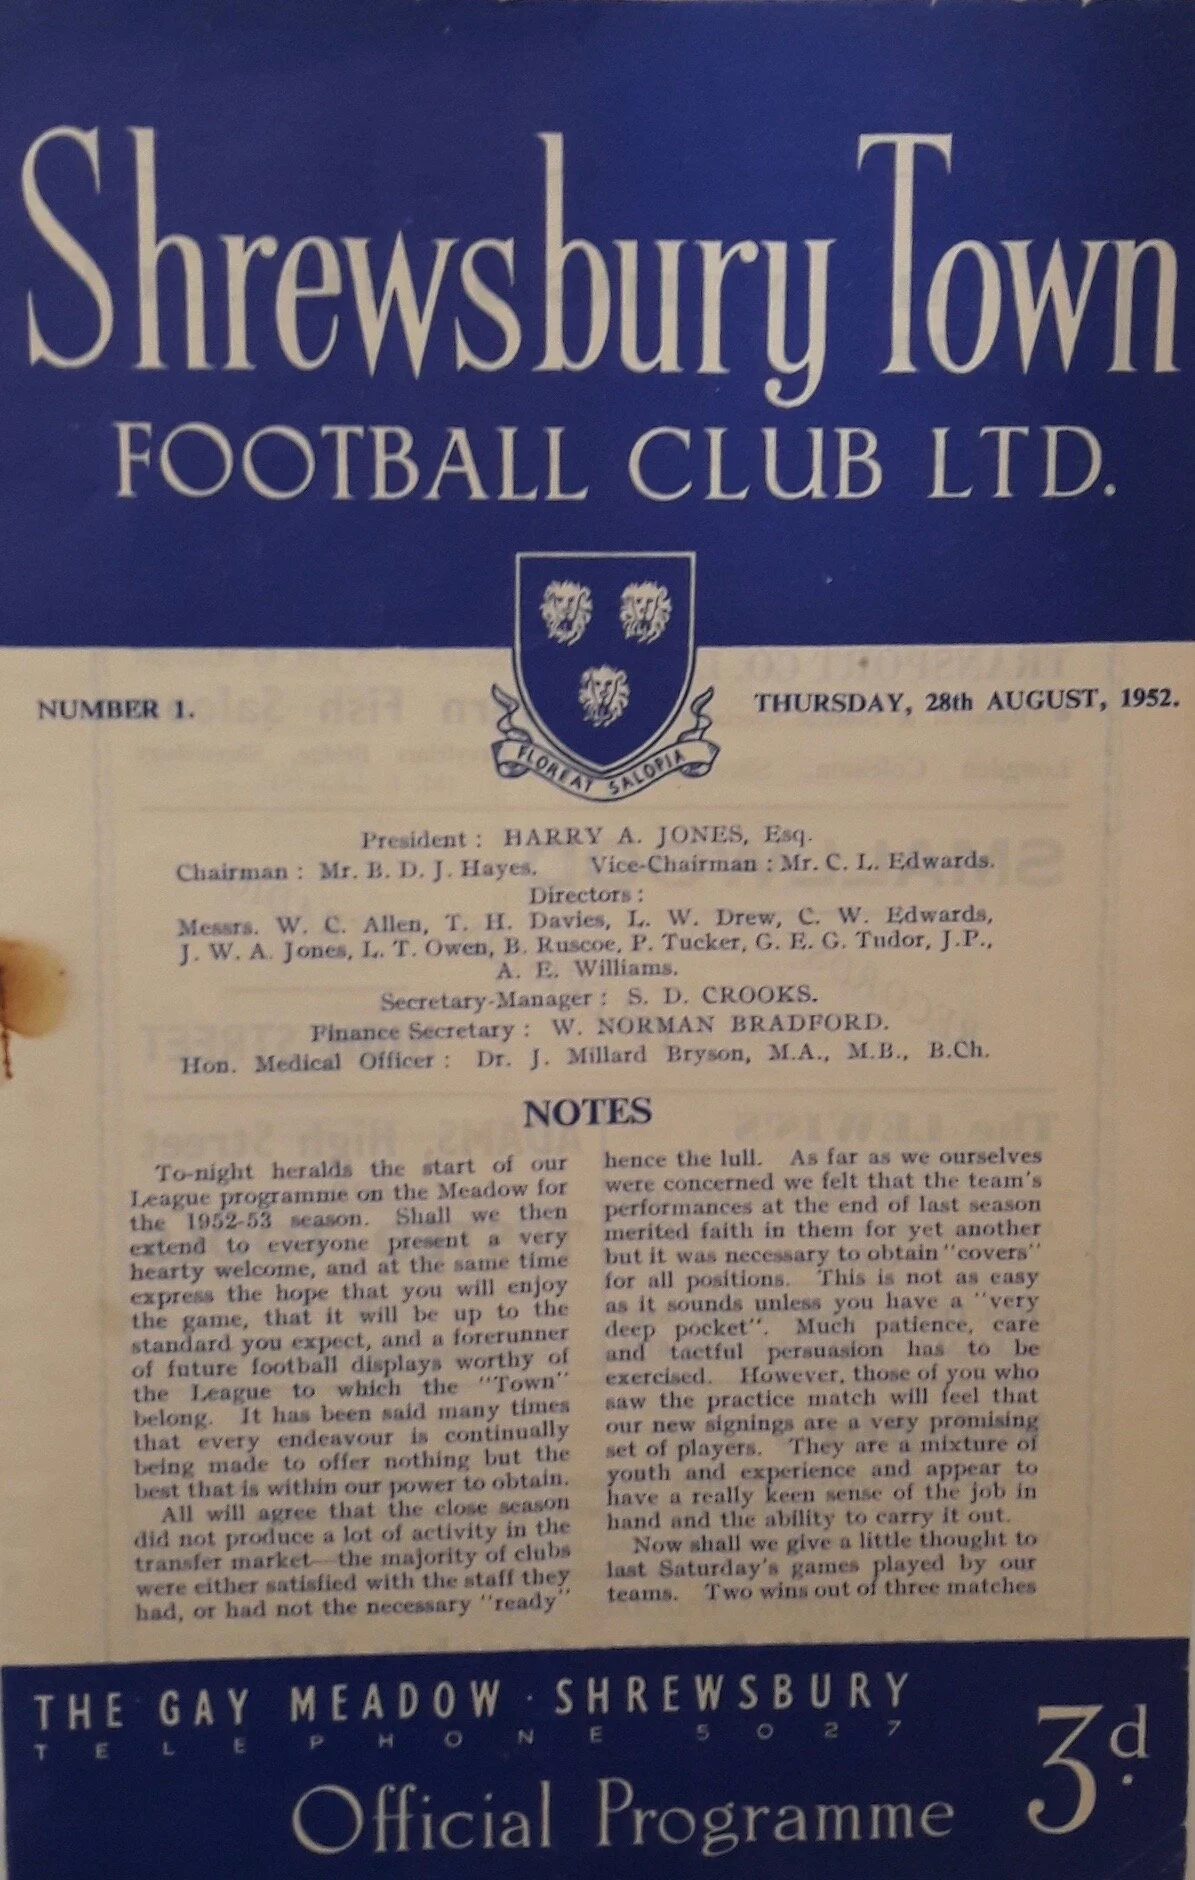 Shrewsbury Town
FOOTBALL CLUB LTD.
FLOREAT SALOPIA
NUMBER 1.
THURSDAY, 28th AUGUST, 1952.
President : HARRY A. JONES, Esq.
Chairman : Mr. B. D. J. Hayes. Vice-Chairman : Mr. C. L. Edwards.
Directors :
Messrs. W. C. Allen, T. H. Davies, L. W. Drew, C. W. Edwards,
J. W. A. Jones, L. T. Owen, B. Ruscoe, P. Tucker, G. E. G. Tudor, J.P.,
A. E. Williams.
Secretary-Manager : S. D. CROOKS.
Finance Secretary : W. NORMAN BRADFORD.
Hon. Medical Officer : Dr. J. Millard Bryson, M.A., M.B., B.Ch.
NOTES
To-night heralds the start of our
League programme on the Meadow for
the 1952-53 season. Shall we then
extend to everyone present a very
hearty welcome, and at the same time
express the hope that you will enjoy
the game, that it will be up to the
standard you expect, and a forerunner
of future football displays worthy of
the League to which the "Town"
belong. It has been said many times
that every endeavour is continually
being made to offer nothing but the
best that is within our power to obtain.
All will agree that the close season
did not produce a lot of activity in the
transfer market—the majority of clubs
were either satisfied with the staff they
had, or had not the necessary "ready"
hence the lull. As far as we ourselves
were concerned we felt that the team's
performances at the end of last season
merited faith in them for yet another
but it was necessary to obtain "covers"
for all positions. This is not as easy
as it sounds unless you have a "very
deep pocket". Much patience, care
and tactful persuasion has to be
exercised. However, those of you who
saw the practice match will feel that
our new signings are a very promising
set of players. They are a mixture of
youth and experience and appear to
have a really keen sense of the job in
hand and the ability to carry it out.
Now shall we give a little thought to
last Saturday's games played by our
teams. Two wins out of three matches
THE GAY MEADOW · SHREWSBURY
TELEPHONE 5027
Official Programme
3d.